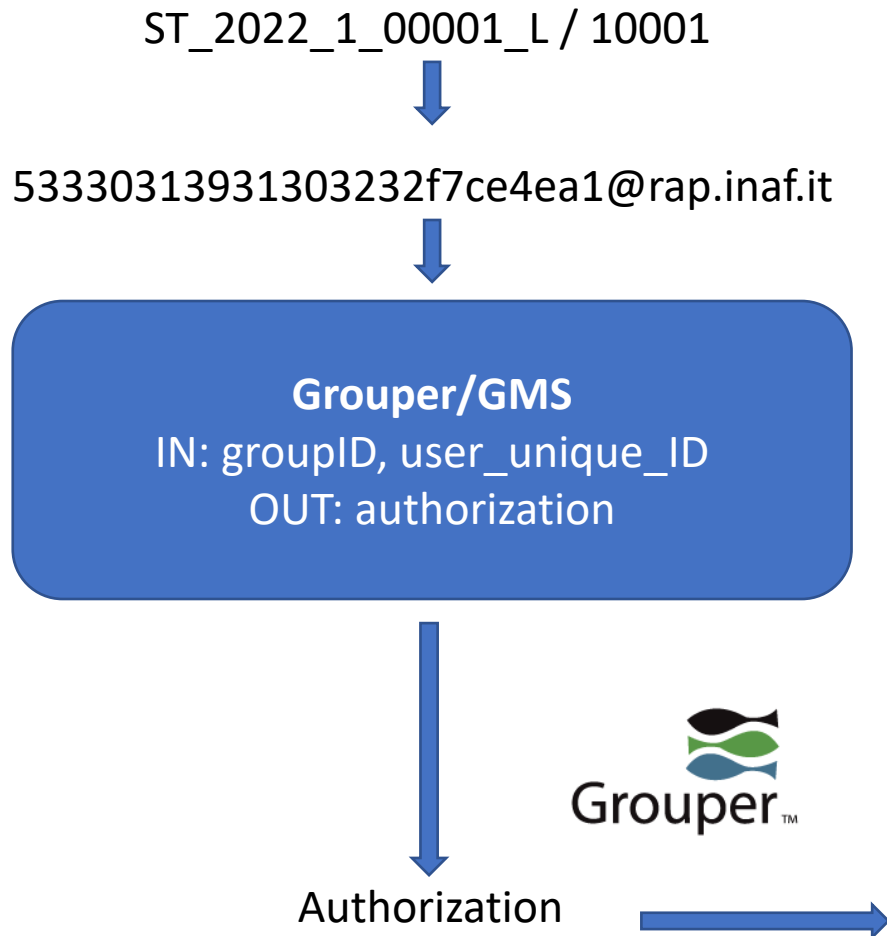 ST_2022_1_00001_L / 10001
53330313931303232f7ce4ea1@rap.inaf.it
Grouper/GMS
IN: groupID, user_unique_ID
OUT: authorization
Grouper™
Authorization